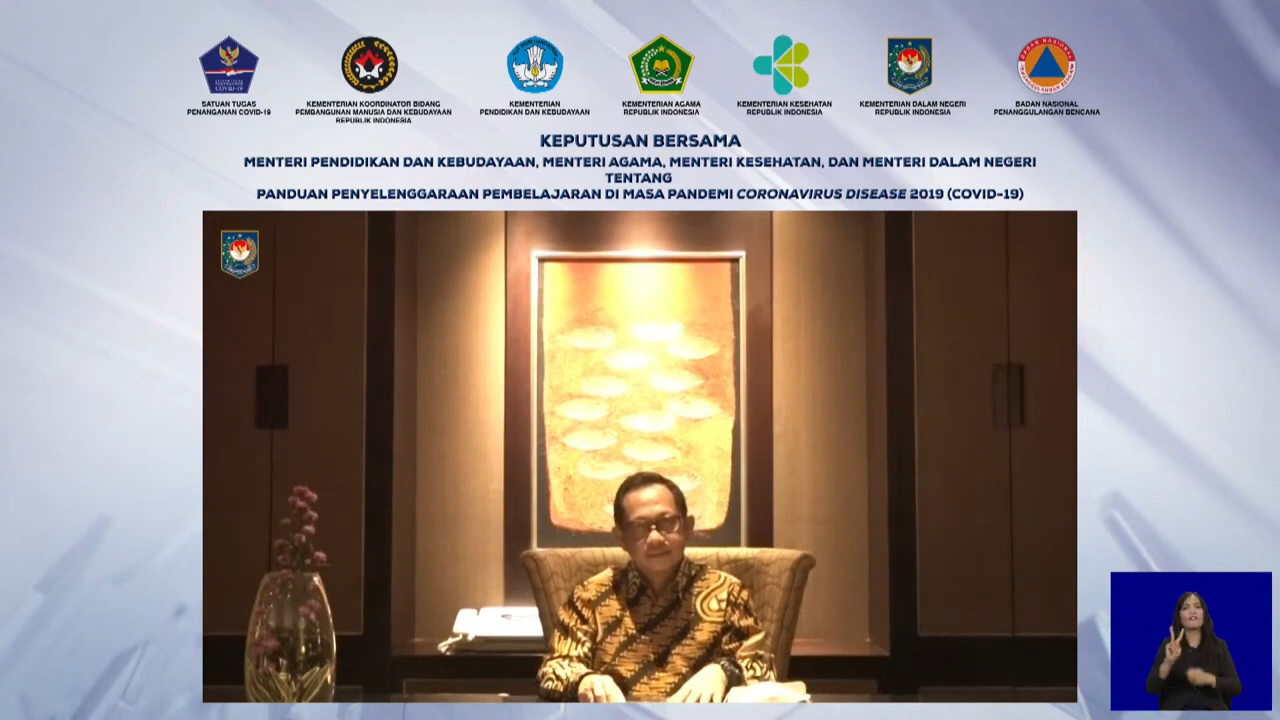 SATUAN TUGAS
PENANGANAN COVID-19
KEMENTERIAN KOORDINATOR BIDANG
PEMBANGUNAN MANUSIA DAN KEBUDAYAAN
REPUBLIK INDONESIA
KEMENTERIAN
PENDIDIKAN DAN KEBUDAYAAN
KEMENTERIAN AGAMA
REPUBLIK INDONESIA
KEMENTERIAN KESEHATAN
REPUBLIK INDONESIA
KEMENTERIAN DALAM NEGERI
REPUBLIK INDONESIA
BADAN NASIONAL
PENANGGULANGAN BENCANA
KEPUTUSAN BERSAMA
MENTERI PENDIDIKAN DAN KEBUDAYAAN, MENTERI AGAMA, MENTERI KESEHATAN, DAN MENTERI DALAM NEGERI
TENTANG
PANDUAN PENYELENGGARAAN PEMBELAJARAN DI MASA PANDEMI CORONAVIRUS DISEASE 2019 (COVID-19)